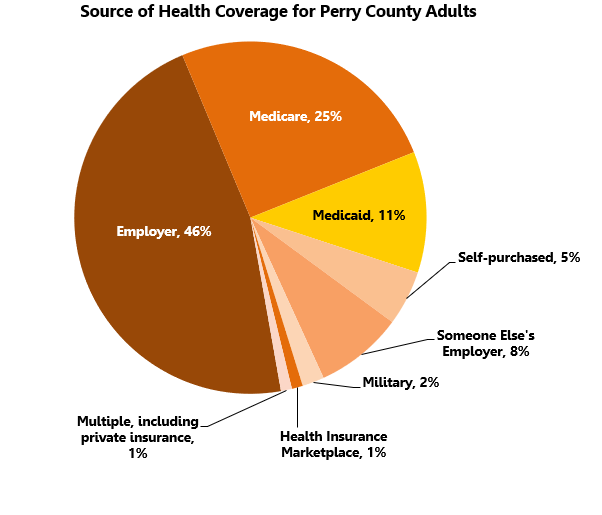 Source of Health Coverage for Perry County Adults
Medicare, 25%
Medicaid, 11%
Employer, 46%
Self-purchased, 5%
Someone Else's
Employer, 8%
Military, 2%
Multiple, including
private insurance,
1%
Health Insurance
Marketplace, 1%